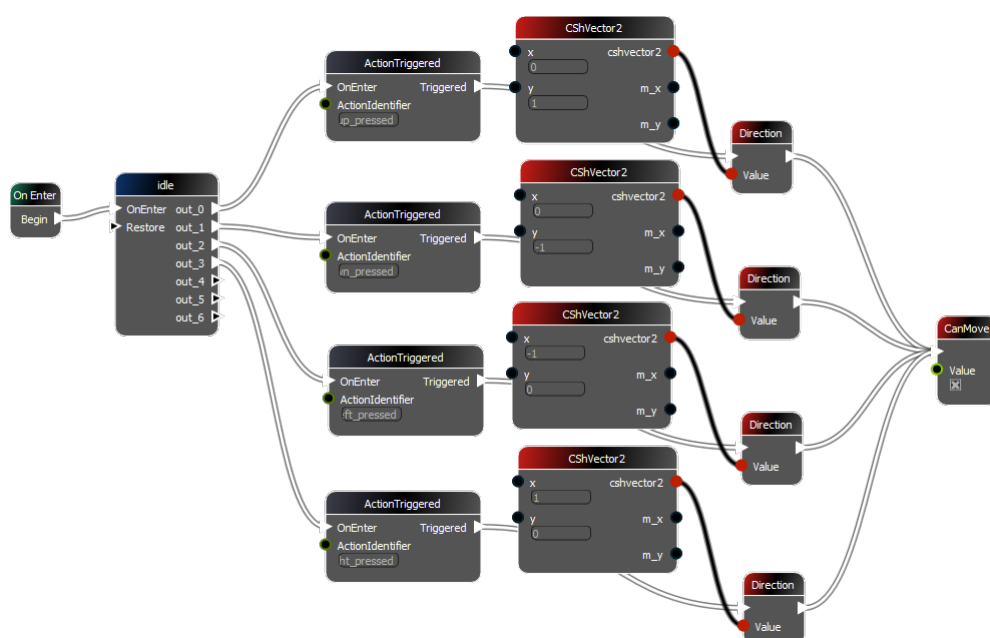 On Enter
Begin
idle
OnEnter out_0
Restore out_1
out_2
out_3
out_4
out_5
out_6
ActionTriggered
OnEnter Triggered
ActionIdentifier
up_pressed
CShVector2
x cshvector2
0
y m_x
1
m_y
Direction
Value
ActionTriggered
OnEnter Triggered
ActionIdentifier
wn_pressed
CShVector2
x cshvector2
0
y m_x
-1
m_y
Direction
Value
ActionTriggered
OnEnter Triggered
ActionIdentifier
ft_pressed
CShVector2
x cshvector2
-1
y m_x
0
m_y
Direction
Value
ActionTriggered
OnEnter Triggered
ActionIdentifier
ht_pressed
CShVector2
x cshvector2
1
y m_x
0
m_y
Direction
Value
CanMove
Value